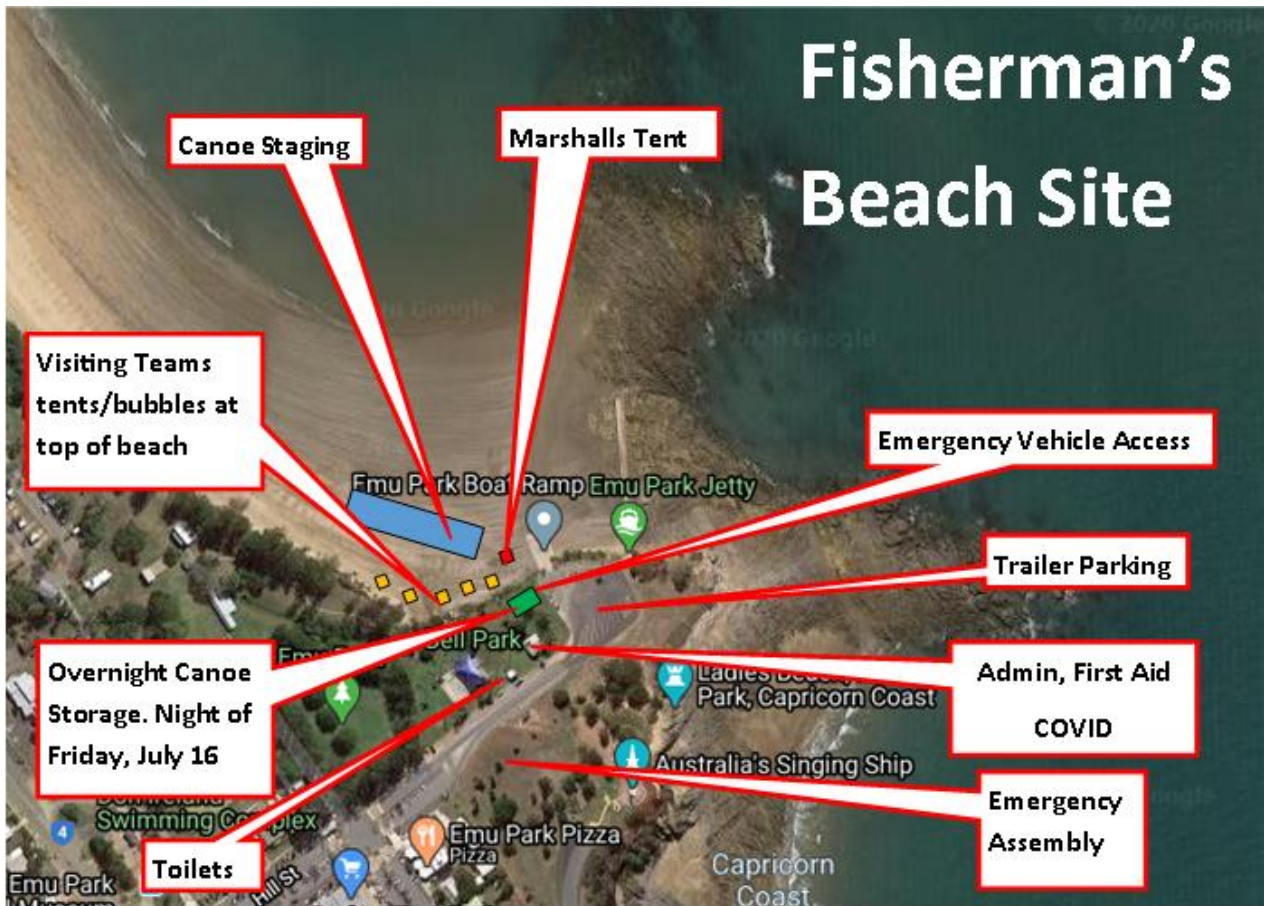 © 2020 Google
Fisherman's
Beach Site
Canoe Staging
Marshalls Tent
Google
2020 Google
Visiting Teams
tents/bubbles at
top of beach
Emergency Vehicle Access
Emu Park Boat Ramp
Emu Park Jetty
Trailer Parking
Bell Park
Overnight Canoe
Storage. Night of
Friday, July 16
Ladies Beach
Park, Capricorn Coast
Admin, First Aid
COVID
Australia's Singing Ship
Emergency
Assembly
Swimming Complex
4
Toilets
Emu Park Pizza
Pizza
Hill St
Emu Park
Museum
Capricorn
Coast